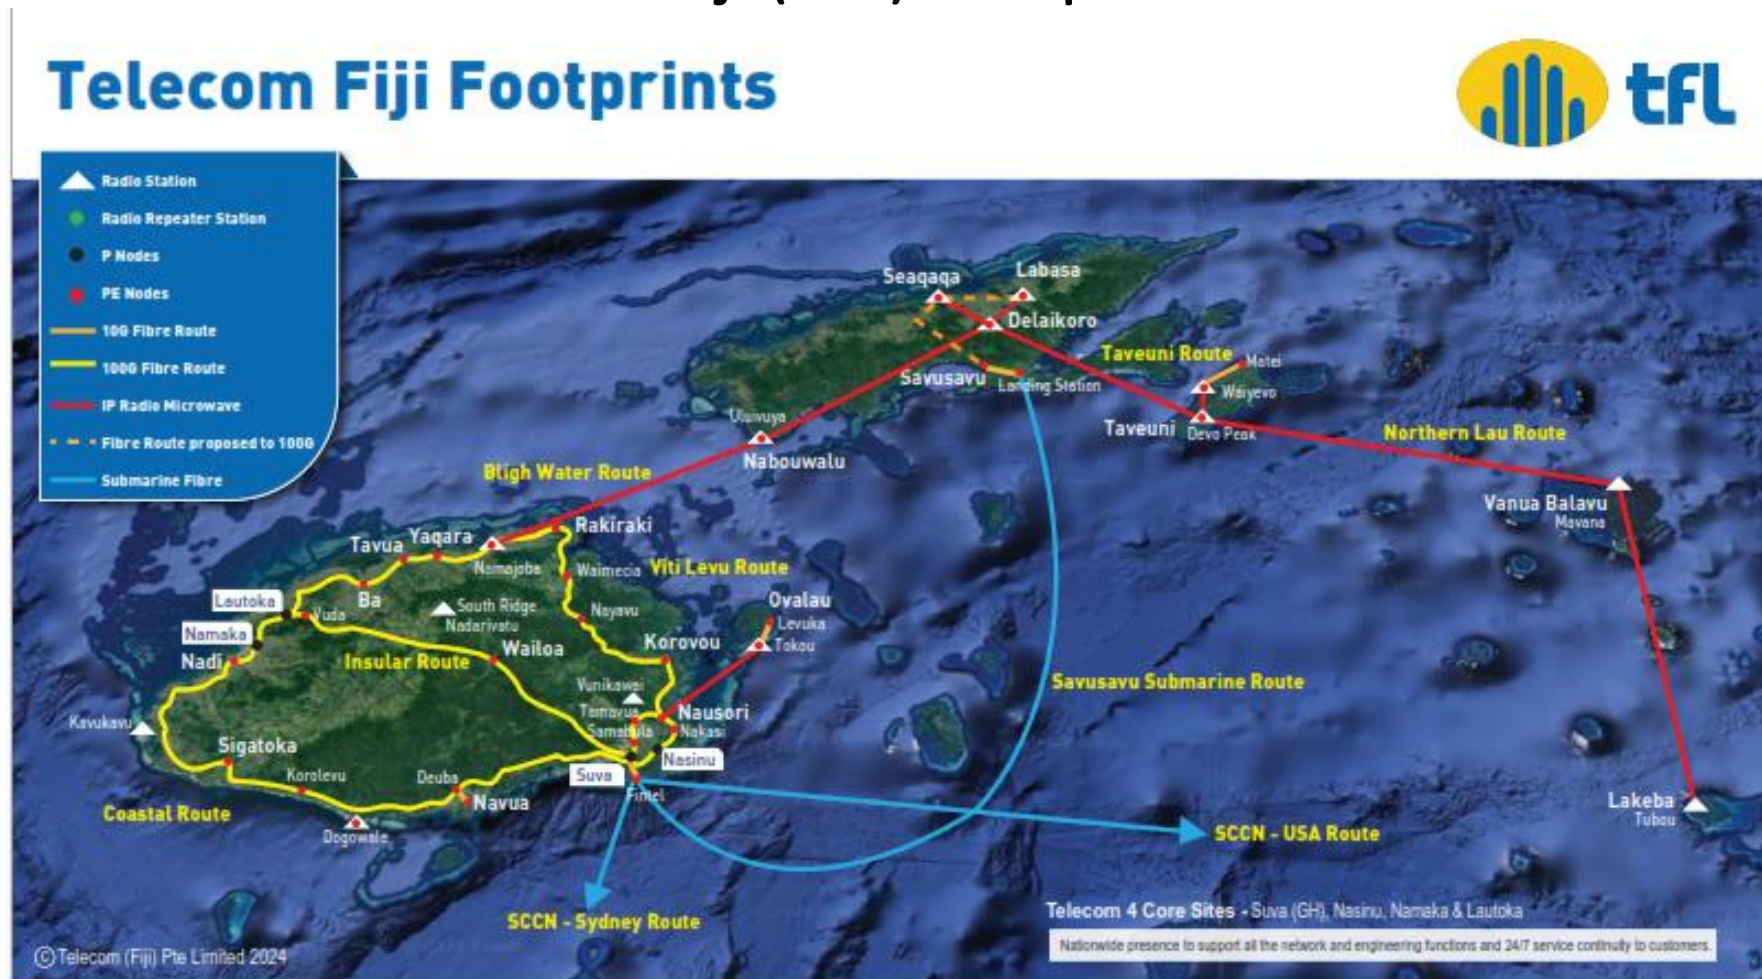 Telecom Fiji Footprints
tfl
Radio Station
Radio Repeater Station
P Nodes
PE Nodes
10G Fibre Route
100G Fibre Route
IP Radio Microwave
Fibre Route proposed to 100G
Submarine Fibre
Seaqaqa
Labasa
Delaikoro
Taveuni Route
Matei
Savusavu
Landing Station
Waiyevo
Uluivuya
Taveuni
Devo Peak
Northern Lau Route
Nabouwalu
Bligh Water Route
Vanua Balavu
Mavana
Rakiraki
Yaqara
Tavua
Namajoba
Waimecia
Viti Levu Route
Lautoka
Ba
Vuda
South Ridge
Nadarivatu
Nayavu
Ovalau
Levuka
Tokou
Namaka
Nadi
Insular Route
Wailoa
Korovou
Vunikawai
Savusavu Submarine Route
Kavukavu
Tamavua
Nausori
Samabula
Nakasi
Sigatoka
Nasinu
Korolevu
Deuba
Suva
Fintel
Navua
Coastal Route
Dogowale
Lakeba
Tubou
SCCN - USA Route
SCCN - Sydney Route
Telecom 4 Core Sites - Suva (GH), Nasinu, Namaka & Lautoka
Nationwide presence to support all the network and engineering functions and 24/7 service continuity to customers.
©Telecom (Fiji) Pte Limited 2024